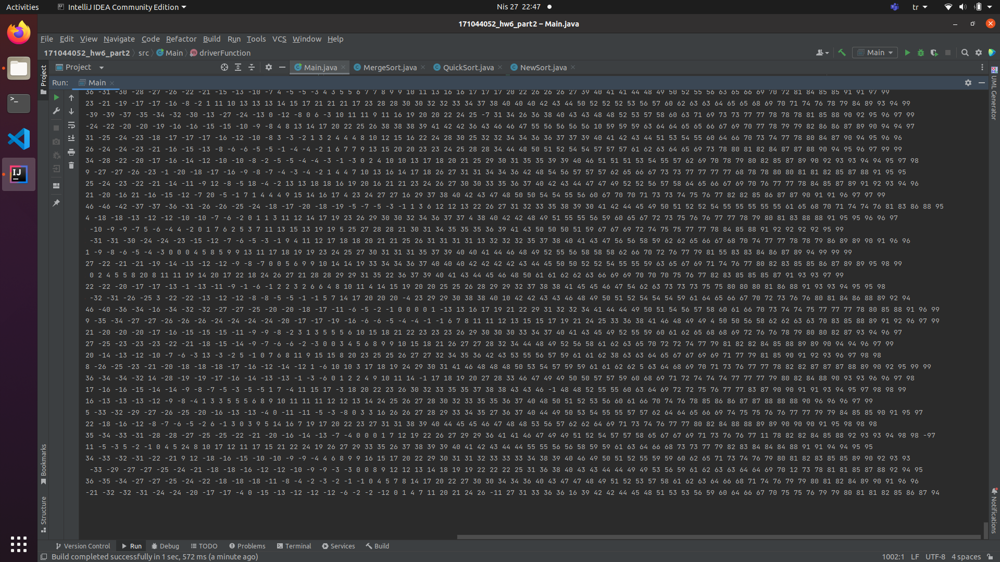 Activities IntelliJ IDEA Community Edition Nis 27 22:47 tr
171044052_hw6_part2 – Main.java
File Edit View Navigate Code Refactor Build Run Tools VCS Window Help
171044052_hw6_part2 src Main driverFunction Main
Project Main.java MergeSort.java QuickSort.java NewSort.java
Run: Main
36 -31 -30 -28 -27 -26 -22 -21 -15 -13 -10 -7 4 -5 -5 -3 4 3 5 5 6 7 7 8 9 9 10 11 13 16 16 17 17 17 20 22 26 26 26 27 39 40 41 41 44 48 49 50 52 55 56 63 65 66 69 70 72 81 84 85 85 91 91 97 99
23 -21 -19 -17 -17 -16 -8 -2 1 11 10 13 13 13 14 15 17 21 21 21 17 23 28 28 30 30 32 32 33 34 37 38 40 40 40 42 43 44 50 52 52 52 53 56 57 60 62 63 63 64 65 65 68 69 70 71 74 76 78 79 84 89 93 94 99
-39 -39 -37 -35 -34 -32 -30 -13 -27 -24 -13 0 -12 -8 0 6 -3 10 11 11 9 11 16 19 20 20 22 24 25 -7 31 34 26 36 38 40 43 43 48 48 52 53 57 58 60 63 71 69 73 73 77 77 78 78 78 81 85 88 90 92 95 96 97 99
-24 -22 -20 -20 -19 -16 -16 -15 -15 -10 -9 -8 4 8 13 14 17 20 22 25 26 38 38 38 39 41 42 42 36 43 46 46 47 55 56 56 56 56 10 59 59 59 63 64 64 65 65 66 67 69 70 77 78 79 79 82 86 86 87 89 90 94 94 97
31 -25 -24 -23 -18 -17 -17 -17 -16 -12 -10 -8 3 -3 -2 1 3 2 4 4 4 8 10 12 15 16 22 24 28 30 25 32 32 34 34 36 36 37 37 39 40 41 42 43 44 51 53 54 55 60 64 66 70 73 74 77 78 80 84 87 90 94 95 96 96
26 -24 -24 -23 -21 -16 -15 -13 -8 -6 -6 -5 -5 -1 -4 -4 -2 1 6 7 7 9 13 15 20 20 23 23 24 25 28 28 34 44 48 50 51 52 54 54 57 57 57 61 62 63 64 65 69 73 78 80 81 82 84 87 87 88 90 94 95 96 97 99 99
34 -28 -22 -20 -17 -16 -14 -12 -10 -10 -8 -2 -5 -5 -4 -4 -3 -1 -3 0 2 4 10 10 13 17 18 20 21 25 29 30 31 35 35 39 39 40 46 51 51 51 53 54 55 57 62 69 70 78 79 80 82 85 87 89 90 92 93 93 94 94 95 97 98
9 -27 -27 -26 -23 -1 -20 -18 -17 -16 -9 -8 -7 -4 -3 -4 -2 1 4 4 7 10 13 16 14 17 18 26 27 31 31 34 34 36 42 48 54 56 57 57 57 62 65 66 67 73 73 77 77 77 77 68 78 78 80 80 81 81 82 85 87 88 91 95 95
25 -24 -23 -22 -21 -14 -11 -9 12 -8 -5 18 -4 -2 13 13 18 18 16 19 20 16 21 21 23 24 26 27 30 30 33 35 36 37 40 42 43 44 47 47 49 52 52 56 57 58 64 65 66 67 69 70 76 77 77 78 84 85 87 89 91 92 93 94 96
21 -20 -16 21 -16 -15 -12 -7 20 -5 -1 7 1 4 4 4 9 15 14 16 17 4 23 24 27 27 16 29 37 38 40 42 43 47 48 50 50 54 54 55 56 60 67 70 70 71 73 73 74 75 76 77 82 82 85 86 87 87 90 91 91 96 97 97 99
46 -46 -42 -37 -37 -36 -31 -26 -26 -25 -24 -18 -17 -20 -18 -19 -5 -7 -5 -3 -1 1 3 6 12 12 13 22 26 27 31 32 33 35 38 39 30 41 42 44 45 49 50 51 52 52 54 55 55 55 55 55 61 65 68 70 71 74 74 76 81 83 86 88 95
4 -18 -18 -13 -12 -12 -10 -10 -7 -6 -2 0 1 1 3 11 12 14 17 19 23 26 29 30 30 32 34 36 37 37 4 38 40 42 42 48 49 51 55 55 56 59 60 65 67 72 73 75 76 76 77 77 78 79 80 81 83 88 88 91 95 95 96 96 97
-10 -9 -9 -7 5 -6 -4 4 -2 0 1 7 6 2 5 3 7 11 13 15 13 19 19 5 25 27 28 28 21 30 31 34 35 35 35 36 39 41 43 50 50 50 51 59 67 67 69 72 74 75 75 77 77 78 84 85 88 91 92 92 92 92 95 99
-31 -31 -30 -24 -24 -23 -15 -12 -7 -6 -5 -3 -1 9 4 11 12 17 18 18 20 21 21 25 26 31 31 31 31 13 32 32 32 35 37 38 40 41 43 47 56 56 58 59 62 62 65 66 67 68 70 74 77 77 78 78 79 86 89 89 90 91 96 96
1 -9 -8 -6 -5 -4 -3 0 0 0 4 5 8 5 9 9 13 11 17 18 19 19 23 24 25 27 30 31 31 31 35 37 39 40 40 41 44 46 48 49 52 55 56 58 58 58 62 66 70 72 76 77 79 81 55 83 83 84 86 87 89 94 99 99 99
27 -22 -21 -21 -19 -14 -13 -12 -12 -9 -8 -7 0 0 5 6 9 9 10 14 14 19 33 34 34 36 37 40 40 40 42 42 42 42 43 44 45 50 50 52 52 54 55 55 59 63 65 67 69 71 74 76 77 80 82 83 85 85 86 87 89 89 95 98 99
0 2 4 5 5 8 20 8 11 11 19 14 20 17 22 18 24 26 27 21 28 28 29 29 31 35 22 36 37 39 40 41 43 44 45 46 48 50 61 61 62 62 63 66 69 69 70 70 70 75 76 77 82 83 85 85 85 87 91 93 93 97 99
22 -22 -20 -17 -17 -13 -1 -13 -11 -9 -1 -6 -1 2 2 3 2 6 6 4 8 10 11 4 14 15 19 20 20 25 25 26 28 29 29 32 37 38 38 41 45 45 46 47 54 62 63 73 73 73 75 75 80 80 80 81 86 88 91 93 93 94 95 95 98
-32 -31 -26 -25 3 -22 -22 -13 -12 -12 -8 -8 -5 -5 -1 -1 5 7 14 17 20 20 20 -4 23 29 29 30 38 38 40 10 42 42 43 43 46 48 49 50 51 52 54 54 54 59 61 64 65 66 67 70 72 73 76 76 80 81 84 86 88 89 92 94
46 -40 -36 -34 -16 -34 -32 -32 -27 -27 -25 -20 -20 -18 -17 -11 -6 -5 -2 -1 0 0 0 0 1 -13 13 16 17 19 21 22 29 31 32 32 34 41 44 44 49 50 51 54 56 57 58 60 61 66 70 73 74 74 75 77 77 77 78 80 85 88 91 96 99
9 -35 -34 -27 -27 -26 -26 -26 -24 -24 -24 -24 -20 -17 -17 -19 -16 -6 -6 -5 -4 -4 -1 -1 6 7 8 11 11 12 13 15 15 17 19 21 24 25 33 36 38 41 46 48 49 49 4 50 50 56 58 62 62 63 63 70 83 85 88 89 91 92 96 97 99
21 -20 -20 -20 -17 -16 -15 -15 -15 -11 -9 -9 -8 -2 3 1 3 5 5 5 6 10 15 18 21 22 23 23 23 26 29 30 30 30 33 34 37 40 41 43 45 49 52 55 59 60 61 62 65 68 68 69 72 76 76 78 79 80 80 82 87 93 94 96 97
27 -25 -23 -23 -23 -22 -21 -18 -15 -14 -9 -7 -6 -6 -2 -3 0 0 3 4 5 6 8 9 9 10 15 18 21 26 27 27 28 32 34 44 48 49 52 56 58 61 62 63 65 70 72 72 74 77 79 81 82 82 84 85 88 89 89 90 94 94 96 97 99
20 -14 -13 -12 -10 -7 -6 -3 13 -3 -2 5 -1 0 7 6 8 11 9 15 15 8 20 23 25 25 26 27 27 32 34 35 36 42 43 53 55 56 57 59 61 61 62 38 63 63 64 65 67 67 69 69 71 77 79 81 85 90 91 92 93 96 97 98 98
8 -26 -25 -23 -21 -20 -18 -18 -18 -17 -16 -12 -14 -12 1 -6 10 10 3 17 18 19 24 29 30 31 41 46 48 48 48 50 53 54 57 59 59 61 61 62 62 5 63 64 68 69 70 71 73 76 77 77 78 82 82 87 87 87 88 89 90 92 95 99 99
36 -34 -34 -32 14 -28 -19 -19 -17 -16 -14 -13 -13 -1 -3 -6 0 1 2 2 4 9 10 11 14 -1 17 18 19 20 27 28 33 46 47 49 49 50 50 57 57 59 60 68 69 71 72 74 74 74 77 77 77 79 80 82 84 88 90 93 93 96 96 97 98
17 -16 -16 -15 -14 -14 -9 -8 -7 -5 -3 -5 -5 1 7 -4 11 15 17 -3 18 20 22 23 26 30 32 33 35 35 37 38 38 43 43 46 -1 48 48 52 55 55 60 63 64 69 72 72 75 76 77 77 83 87 90 90 91 91 93 94 95 97 98 98 99
16 -13 -13 -13 -12 -9 -8 -4 1 3 3 5 5 5 6 8 9 10 11 11 11 12 12 13 14 24 25 26 27 28 30 32 33 35 35 36 37 40 48 50 51 52 53 56 60 61 66 70 74 76 78 85 86 86 87 87 88 88 88 90 96 96 96 97 99
5 -33 -32 -29 -27 -26 -25 -20 -16 -13 -13 -4 0 -11 -11 -5 -3 -8 0 3 3 16 26 26 27 28 29 33 34 35 27 36 37 40 44 49 50 53 54 55 55 57 57 62 64 64 65 66 69 74 75 75 76 76 77 77 79 79 84 85 85 90 91 95 97
22 -18 -16 -12 -8 -7 -6 -5 -2 6 -1 3 0 3 9 5 14 16 7 19 17 20 22 23 27 31 31 38 39 40 44 45 45 46 47 48 48 53 56 57 62 62 64 69 71 73 74 76 77 77 80 82 84 88 88 89 89 90 90 90 91 95 98 98 98
35 -34 -33 -31 -28 -28 -27 -25 -25 -22 -21 -20 -16 -14 -13 -7 -4 0 0 0 1 7 12 19 22 26 27 29 29 36 41 41 46 47 49 49 51 52 54 57 57 58 65 67 67 69 71 73 76 76 77 11 78 82 82 84 85 88 92 93 93 94 98 98 -97
11 -5 -3 5 -2 -1 0 4 5 24 8 10 17 12 11 17 15 21 22 24 19 26 27 29 33 35 26 37 38 39 39 40 41 42 43 44 44 55 55 56 56 58 59 59 61 63 64 66 68 73 73 77 79 82 83 84 84 84 88 91 91 94 94 95 95
34 -33 -32 -31 -22 -21 9 12 -18 -16 -15 -10 -10 -9 -9 -4 4 6 8 9 9 16 15 17 20 22 29 30 31 31 32 33 33 33 34 38 39 40 46 49 50 51 52 55 59 59 60 62 65 71 73 74 76 79 80 81 82 83 85 85 89 90 92 93 93
-33 -29 -27 -27 -25 -24 -21 -18 -18 -16 -12 -12 -10 -9 -9 -3 -3 0 0 8 9 12 12 13 14 18 19 19 22 22 22 25 31 36 38 40 43 43 44 44 49 49 53 56 59 61 62 63 63 64 64 69 70 12 73 78 81 81 85 87 88 92 94 95
36 -35 -34 -27 -27 -25 -24 -22 -18 -18 -18 -11 -8 -4 -2 -3 -2 -1 -1 0 4 5 7 8 14 17 20 22 27 30 30 34 34 36 40 43 47 47 48 49 51 52 53 57 58 61 62 63 64 66 68 71 74 76 79 79 80 81 82 84 89 90 91 96 96
-21 -32 -32 -31 -24 -24 -20 -17 -17 -4 0 -15 -13 -12 -12 -12 -6 -2 -2 -12 0 1 4 7 11 20 21 24 26 -11 27 31 33 36 36 16 39 42 42 44 45 48 51 53 53 56 59 60 64 66 67 70 75 75 76 79 79 80 81 81 82 85 86 87 94
Project
Bookmarks
Structure
UML Generator
Notifications
Version Control Run Debug TODO Problems Terminal Services Build
Build completed successfully in 1 sec, 572 ms (a minute ago) 1002:1 LF UTF-8 4 spaces